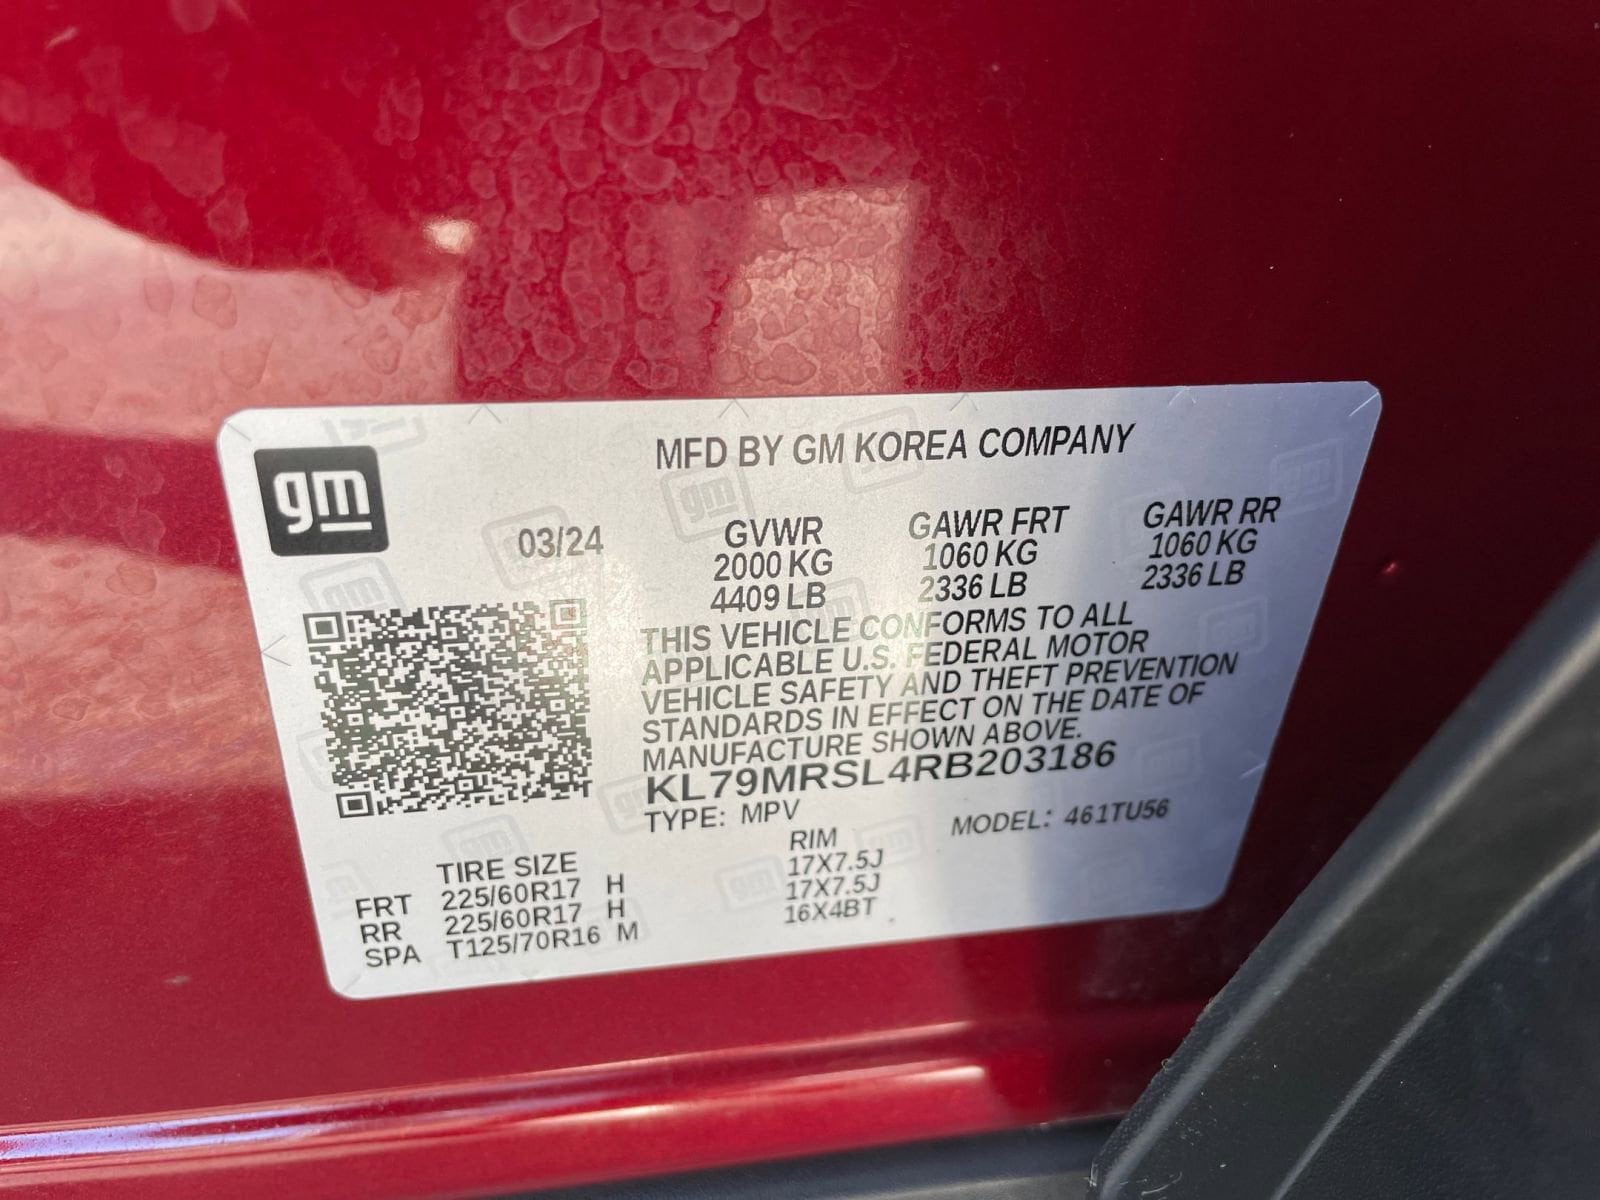 gm
MFD BY GM KOREA COMPANY
03/24
GVWR GAWR FRT GAWR RR
2000 KG 1060 KG 1060 KG
4409 LB 2336 LB 2336 LB
THIS VEHICLE CONFORMS TO ALL
APPLICABLE U.S. FEDERAL MOTOR
VEHICLE SAFETY AND THEFT PREVENTION
STANDARDS IN EFFECT ON THE DATE OF
MANUFACTURE SHOWN ABOVE.
KL79MRSL4RB203186
TYPE: MPV MODEL: 461TU56
TIRE SIZE RIM
FRT 225/60R17 H 17X7.5J
RR 225/60R17 H 17X7.5J
SPA T125/70R16 M 16X4BT